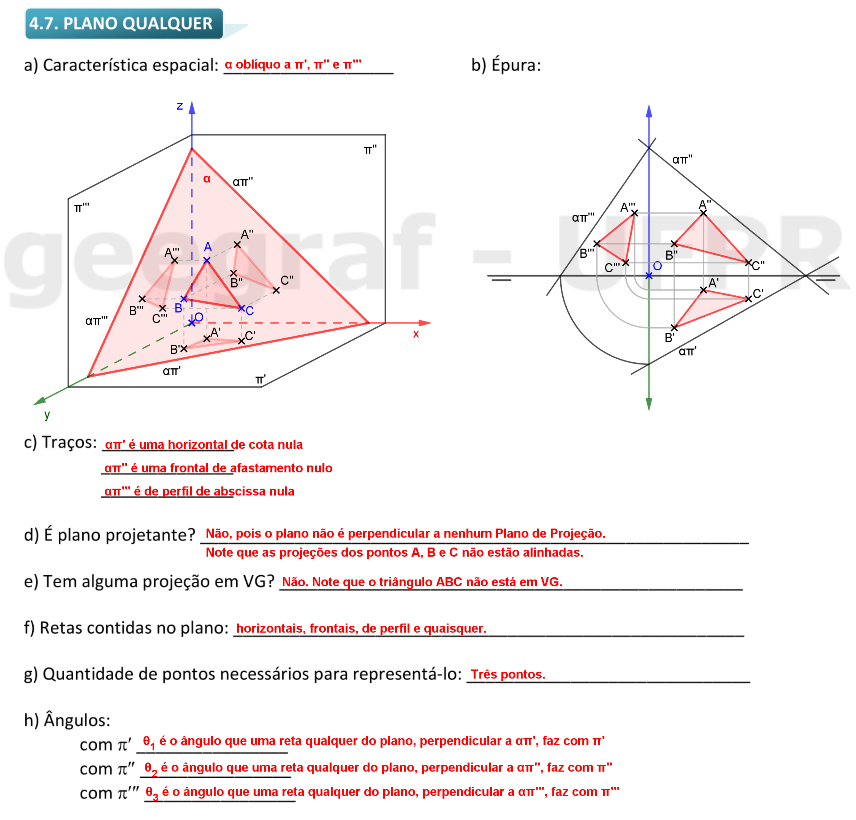 4.7. PLANO QUALQUER
a) Característica espacial: α oblíquo a π', π'' e π'''
b) Épura:
geograf - UFPR
z
π''
π'''
α
απ''
A'''
A
A''
B''
C''
B'''
C'''
B
C
O
απ'''
x
A'
B'
C'
απ'
π'
y
απ''
απ'''
A'''
A''
B'''
B''
C'''
C''
O
A'
C'
B'
απ'
c) Traços: απ' é uma horizontal de cota nula
απ'' é uma frontal de afastamento nulo
απ''' é de perfil de abscissa nula
d) É plano projetante? Não, pois o plano não é perpendicular a nenhum Plano de Projeção.
Note que as projeções dos pontos A, B e C não estão alinhadas.
e) Tem alguma projeção em VG? Não. Note que o triângulo ABC não está em VG.
f) Retas contidas no plano: horizontais, frontais, de perfil e quaisquer.
g) Quantidade de pontos necessários para representá-lo: Três pontos.
h) Ângulos:
com π' θ1 é o ângulo que uma reta qualquer do plano, perpendicular a απ', faz com π'
com π'' θ2 é o ângulo que uma reta qualquer do plano, perpendicular a απ'', faz com π''
com π''' θ3 é o ângulo que uma reta qualquer do plano, perpendicular a απ''', faz com π'''